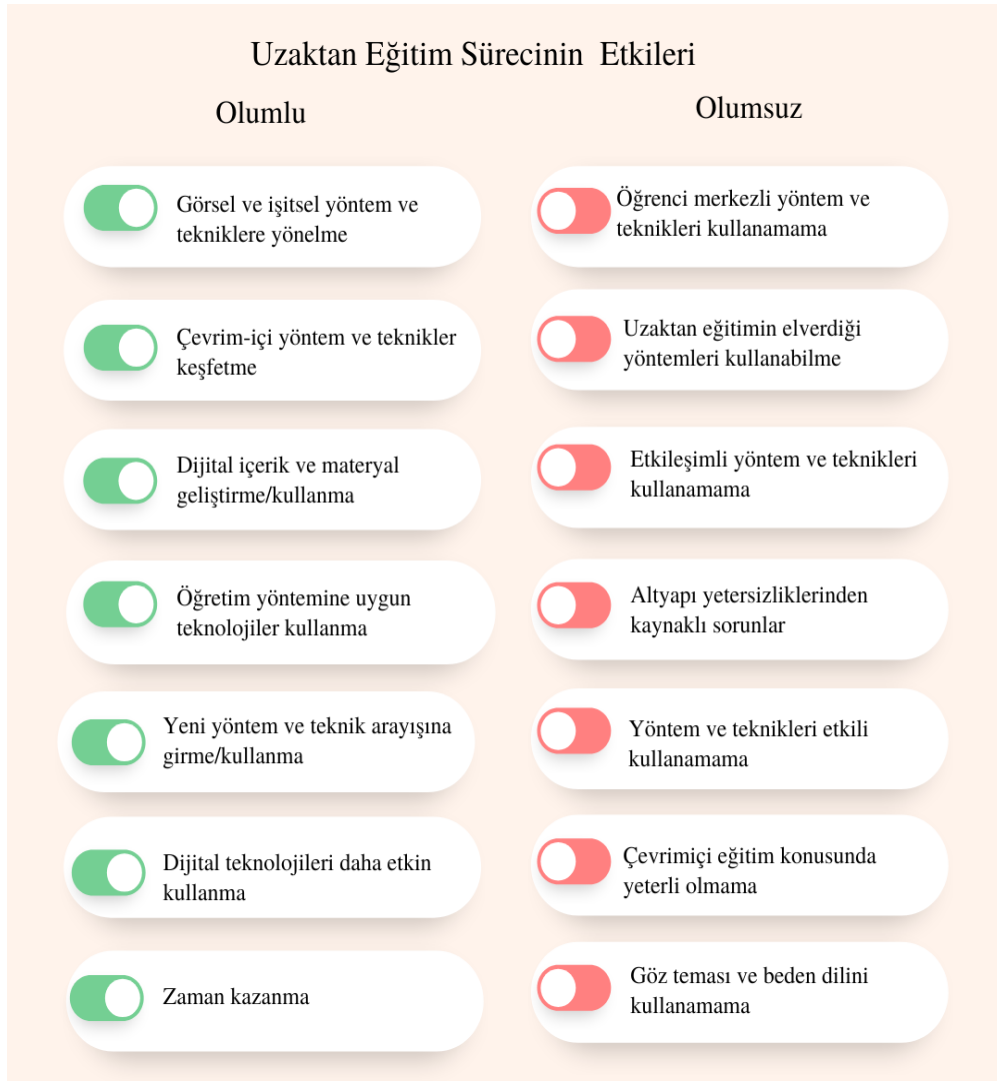 Uzaktan Eğitim Sürecinin Etkileri
Olumlu
Görsel ve işitsel yöntem ve
tekniklere yönelme
Çevrim-içi yöntem ve teknikler
keşfetme
Dijital içerik ve materyal
geliştirme/kullanma
Öğretim yöntemine uygun
teknolojiler kullanma
Yeni yöntem ve teknik arayışına
girme/kullanma
Dijital teknolojileri daha etkin
kullanma
Zaman kazanma
Olumsuz
Öğrenci merkezli yöntem ve
teknikleri kullanamama
Uzaktan eğitimin elverdiği
yöntemleri kullanabilme
Etkileşimli yöntem ve teknikleri
kullanamama
Altyapı yetersizliklerinden
kaynaklı sorunlar
Yöntem ve teknikleri etkili
kullanamama
Çevrimiçi eğitim konusunda
yeterli olmama
Göz teması ve beden dilini
kullanamama